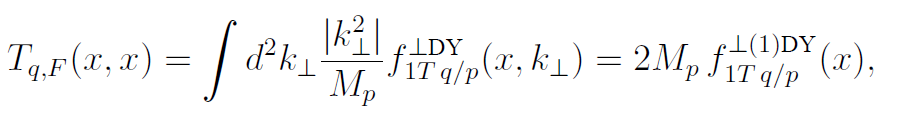 $T_{q,F}(x,x) = \int d^2k_\perp \frac{|k_\perp^2|}{M_p} f_{1T\,q/p}^{\perp\mathrm{DY}}(x,k_\perp) = 2M_p\, f_{1T\,q/p}^{\perp(1)\mathrm{DY}}(x),$